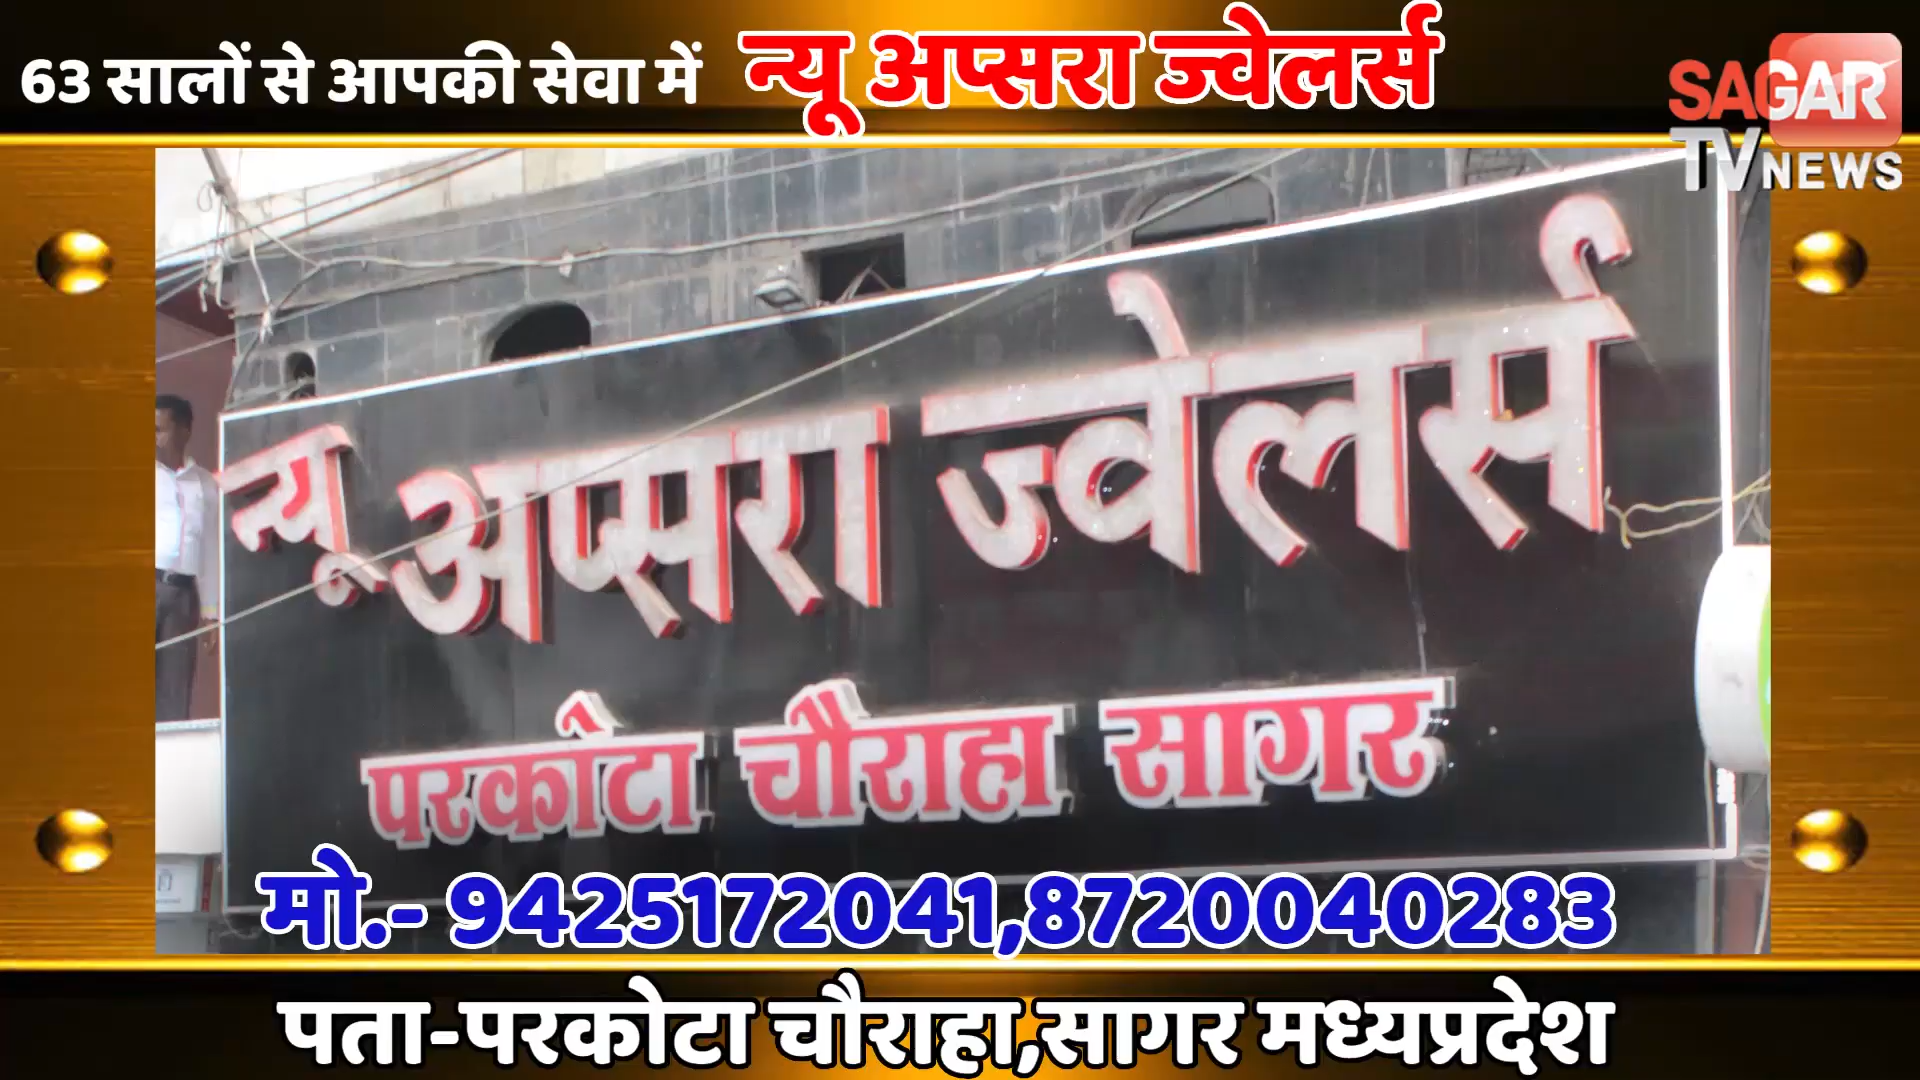 63 सालों से आपकी सेवा में न्यू अप्सरा ज्वेलर्स
SAGAR
TV NEWS
न्यू अप्सरा ज्वेलर्स
परकोटा चौराहा सागर
मो.- 9425172041,8720040283
पता-परकोटा चौराहा,सागर मध्यप्रदेश